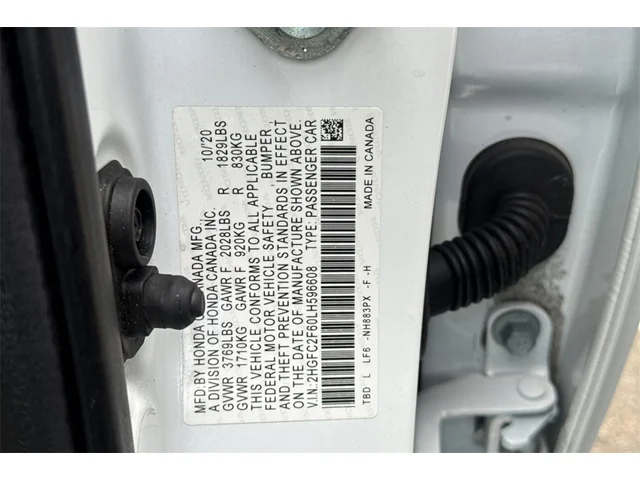 MFD.BY HONDA CANADA MFG. 10/'20
A DIVISION OF HONDA CANADA INC.
GVWR 3769LBS GAWR F 2028LBS R 1829LBS
GVWR 1710KG GAWR F 920KG R 830KG
THIS VEHICLE CONFORMS TO ALL APPLICABLE
FEDERAL MOTOR VEHICLE SAFETY , BUMPER ,
AND THEFT PREVENTION STANDARDS IN EFFECT
ON THE DATE OF MANUFACTURE SHOWN ABOVE.
V.I.N:2HGFC2F60LH596608 TYPE:PASSENGER CAR
TBD L LF6 -NH883PX -F -H MADE IN CANADA